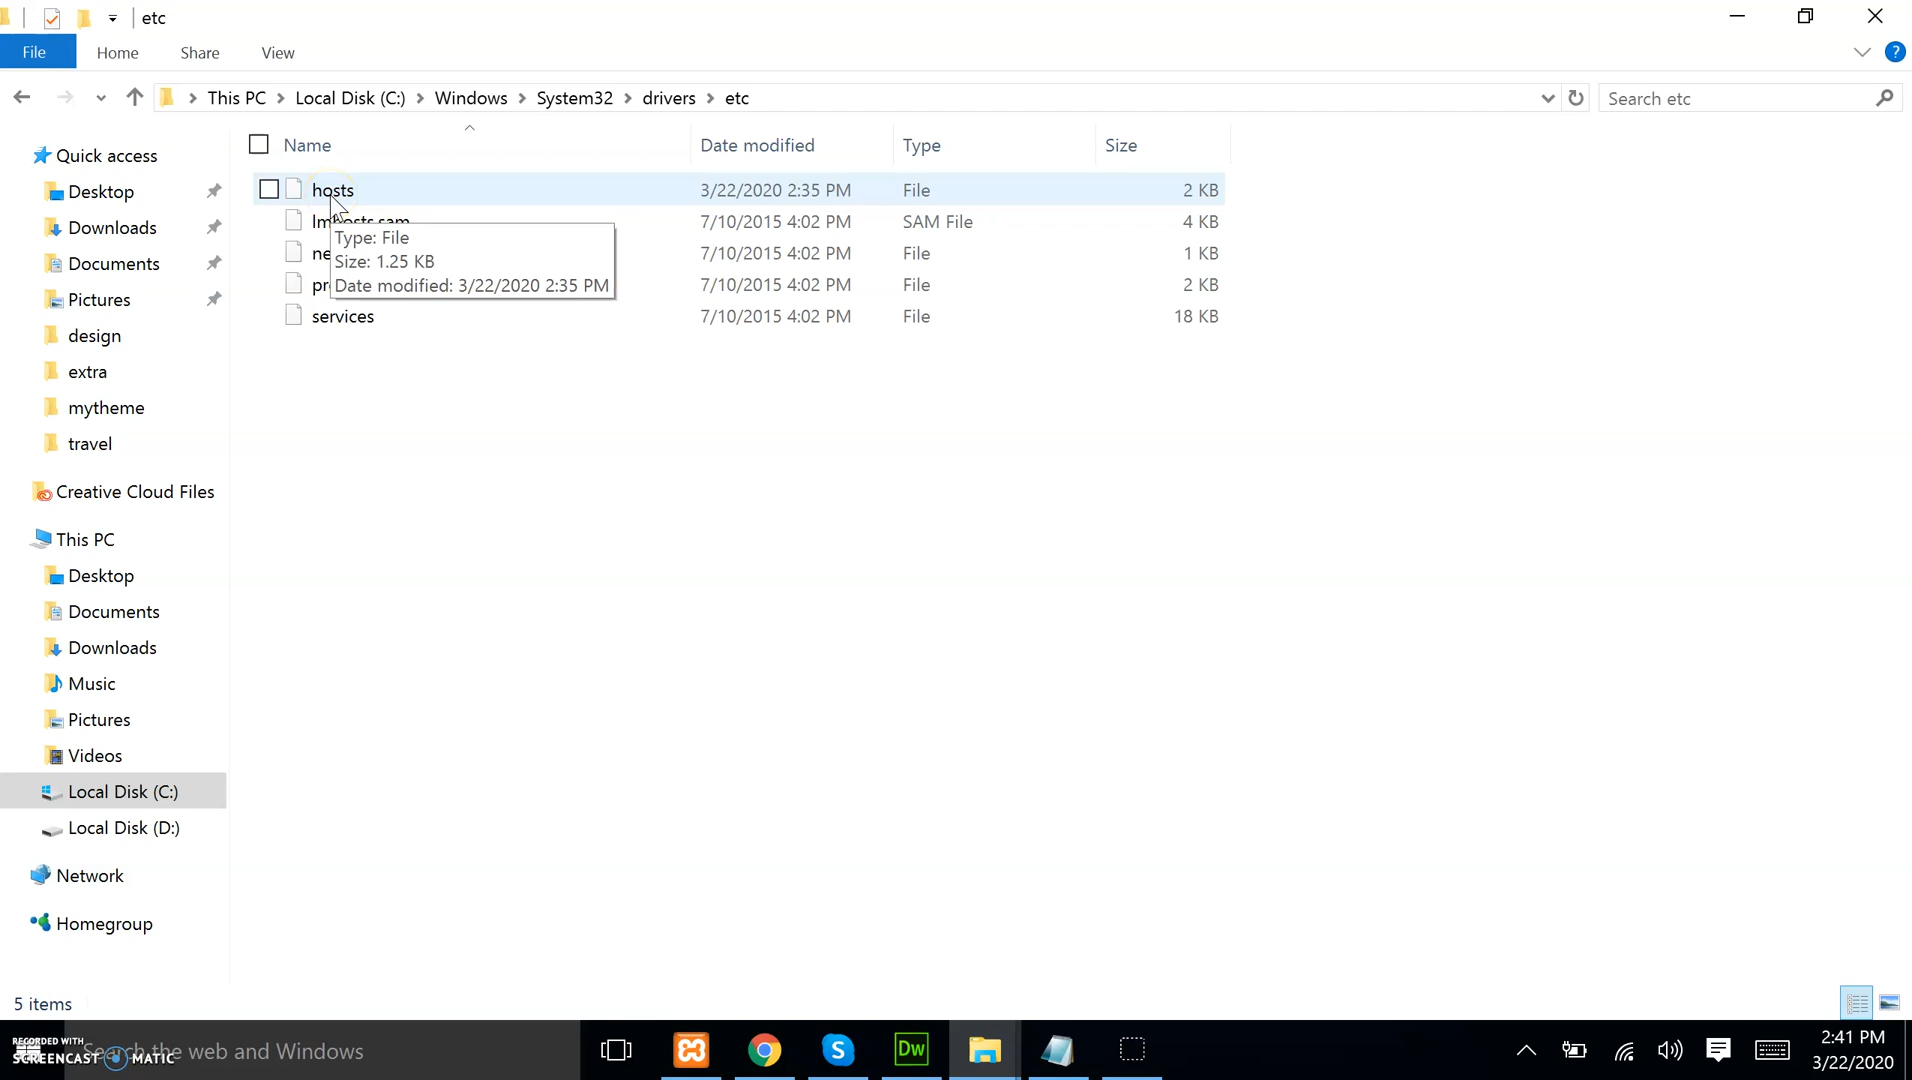 etc
File Home Share View
This PC Local Disk (C:) Windows System32 drivers etc Search etc
Name Date modified Type Size
hosts 3/22/2020 2:35 PM File 2 KB
7/10/2015 4:02 PM SAM File 4 KB
7/10/2015 4:02 PM File 1 KB
7/10/2015 4:02 PM File 2 KB
services 7/10/2015 4:02 PM File 18 KB
Type: File
Size: 1.25 KB
Date modified: 3/22/2020 2:35 PM
Quick access
Desktop
Downloads
Documents
Pictures
design
extra
mytheme
travel
Creative Cloud Files
This PC
Desktop
Documents
Downloads
Music
Pictures
Videos
Local Disk (C:)
Local Disk (D:)
Network
Homegroup
5 items
RECORDED WITH
SCREENCAST MATIC
the web and Windows
Dw
2:41 PM
3/22/2020